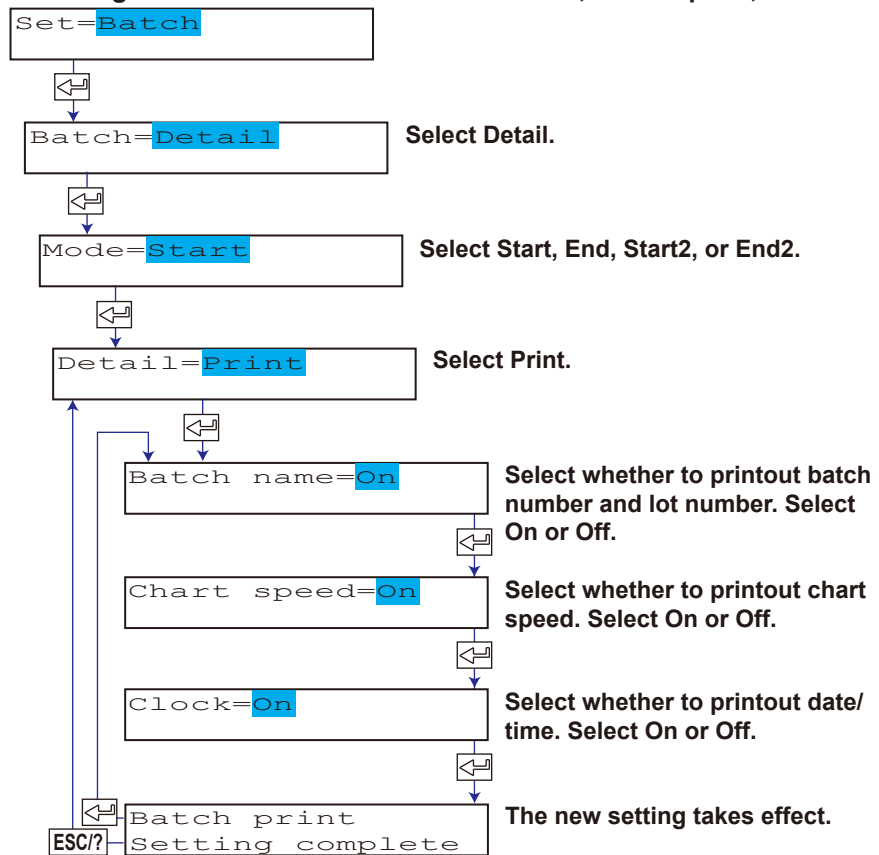 Set=Batch
Batch=Detail
Select Detail.
Mode=Start
Select Start, End, Start2, or End2.
Detail=Print
Select Print.
Batch name=On
Select whether to printout batch
number and lot number. Select
On or Off.
Chart speed=On
Select whether to printout chart
speed. Select On or Off.
Clock=On
Select whether to printout date/
time. Select On or Off.
Batch print
Setting complete
The new setting takes effect.
ESC/?